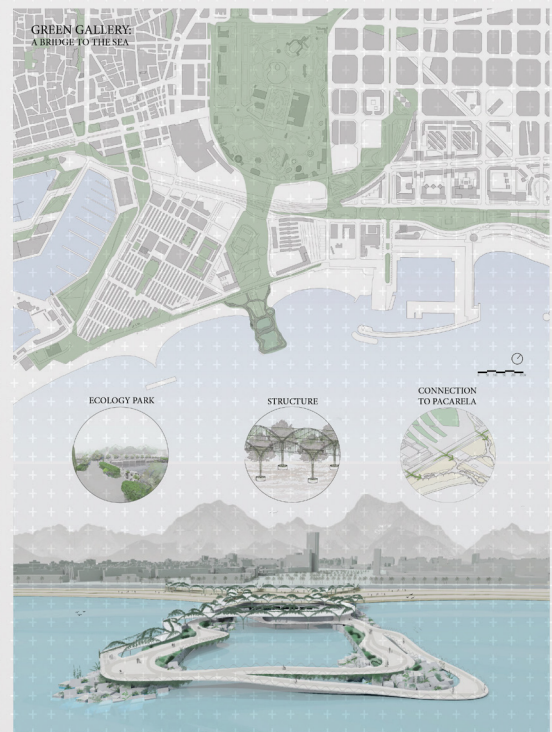 GREEN GALLERY:
A BRIDGE TO THE SEA
ECOLOGY PARK
STRUCTURE
CONNECTION
TO PACARELA